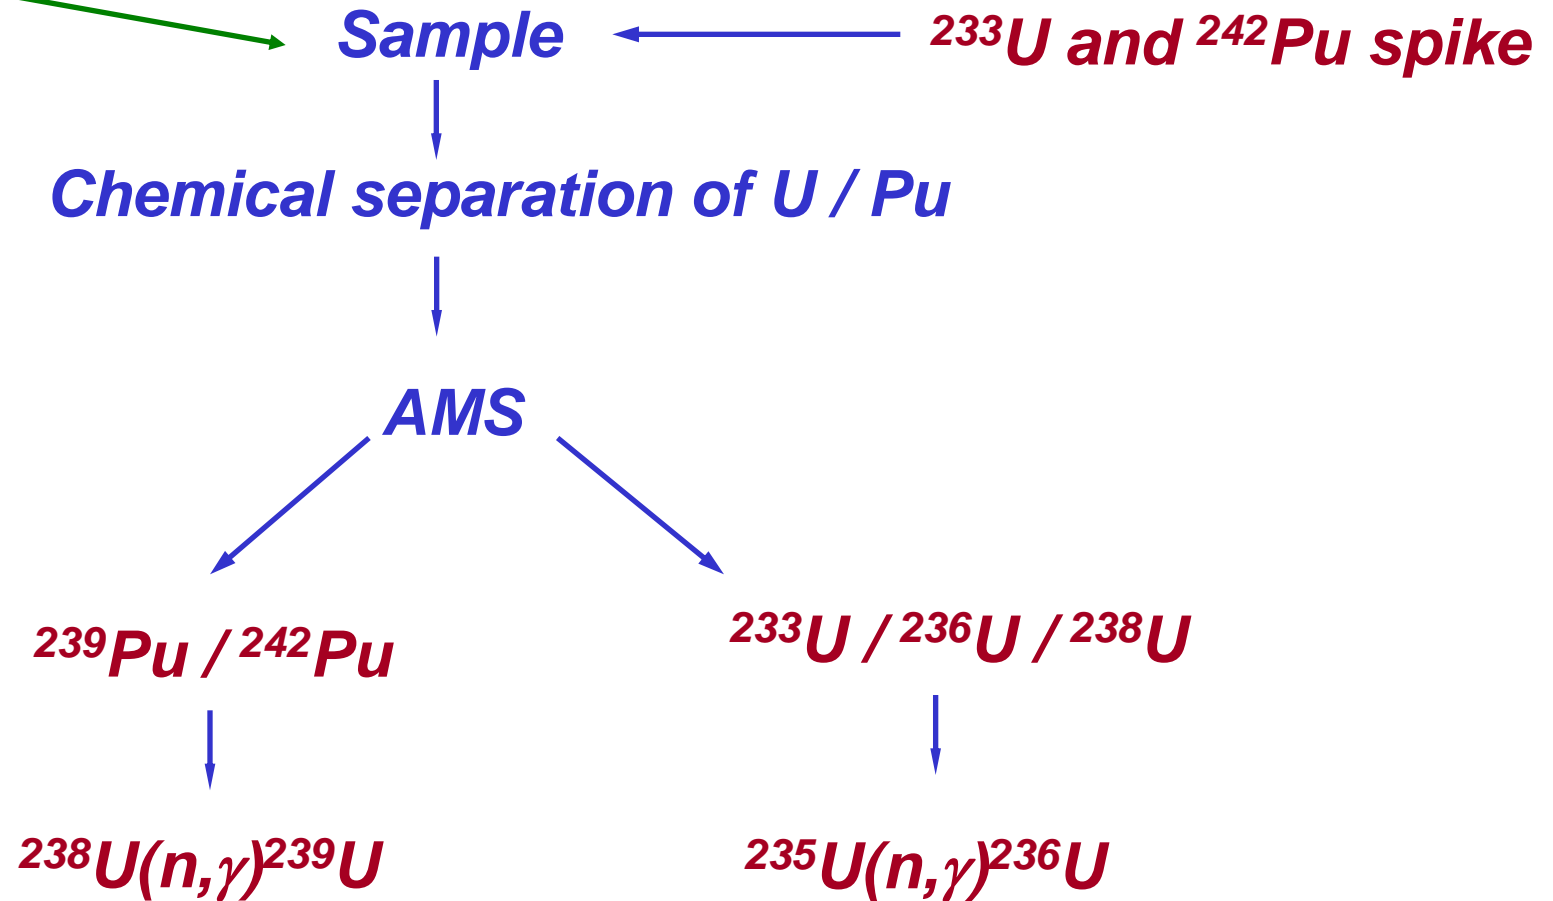 Sample
²³³U and ²⁴²Pu spike
Chemical separation of U / Pu
AMS
²³⁹Pu / ²⁴²Pu
²³³U / ²³⁶U / ²³⁸U
²³⁸U(n,γ)²³⁹U
²³⁵U(n,γ)²³⁶U